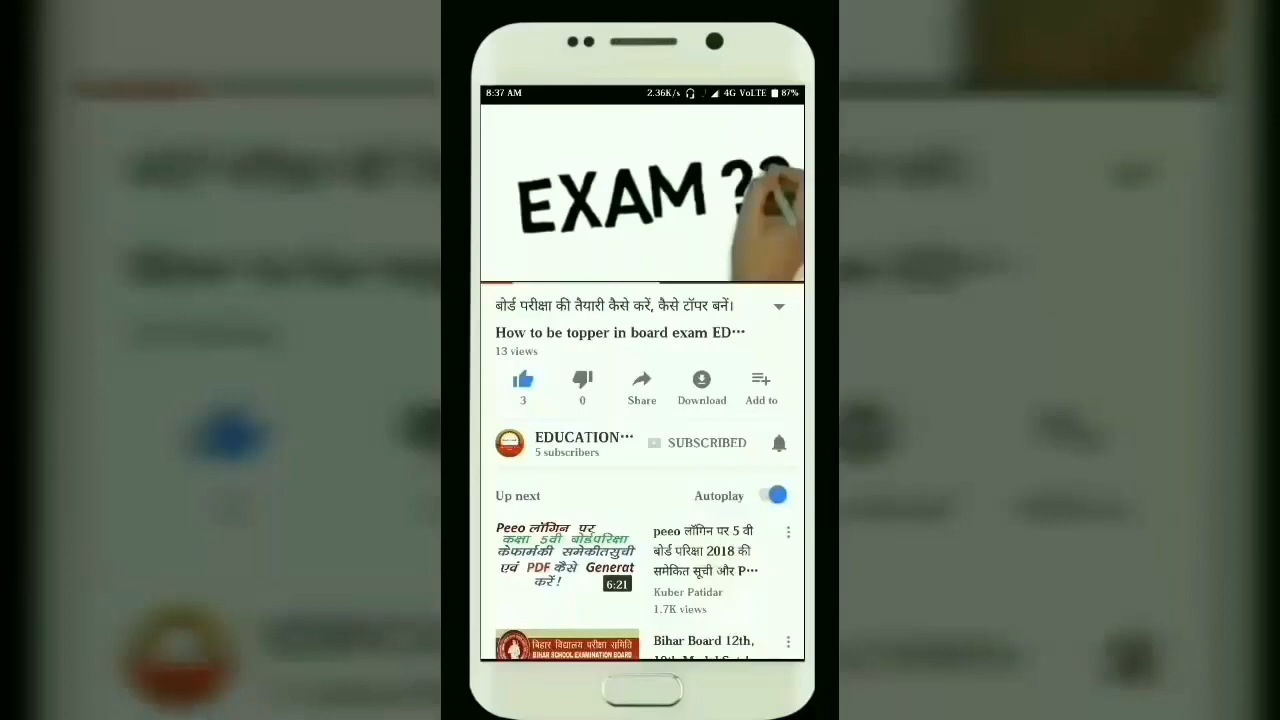 8:37 AM
2.36K/s
4G VoLTE
87%
EXAM ??
बोर्ड परीक्षा की तैयारी कैसे करें, कैसे टॉपर बनें।
How to be topper in board exam ED...
13 views
3
0
Share
Download
Add to
EDUCATION...
SUBSCRIBED
5 subscribers
Up next
Autoplay
Peeo लॉगिन पर
कक्षा 5वी बोर्डपरिक्षा
केफार्मकी समेकीतसुची
एवं PDF कैसे Generat
करें!
6:21
peeo लॉगिन पर 5 वी
बोर्ड परिक्षा 2018 की
समेकित सूची और P...
Kuber Patidar
1.7K views
बिहार विद्यालय परीक्षा समिति
BIHAR SCHOOL EXAMINATION BOARD
Bihar Board 12th,